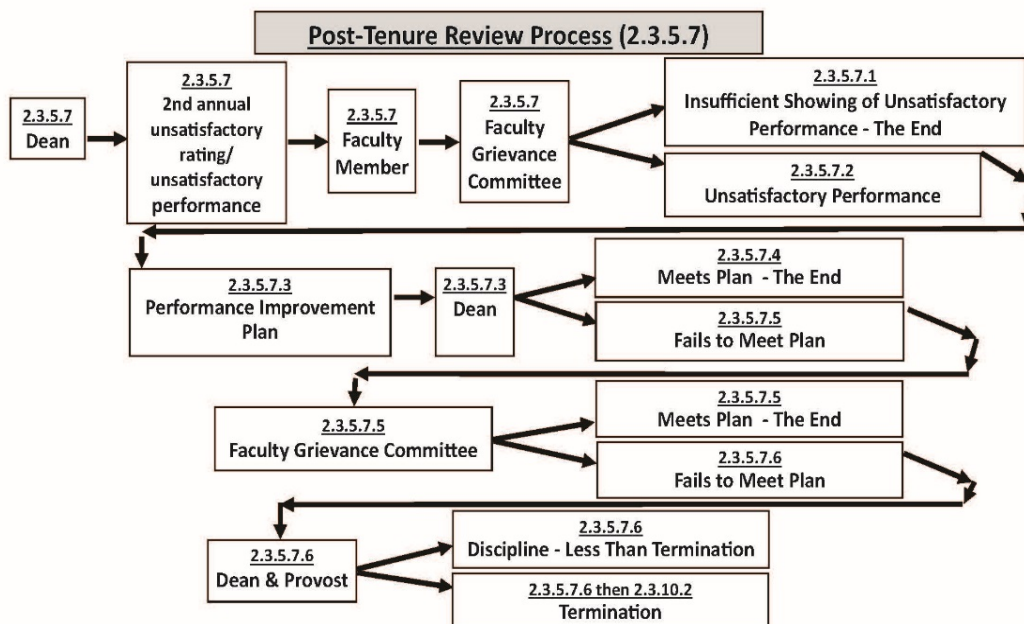 Post-Tenure Review Process (2.3.5.7)
2.3.5.7
Dean
2.3.5.7
2nd annual
unsatisfactory
rating/
unsatisfactory
performance
2.3.5.7
Faculty
Member
2.3.5.7
Faculty
Grievance
Committee
2.3.5.7.1
Insufficient Showing of Unsatisfactory
Performance - The End
2.3.5.7.2
Unsatisfactory Performance
2.3.5.7.3
Performance Improvement
Plan
2.3.5.7.3
Dean
2.3.5.7.4
Meets Plan - The End
2.3.5.7.5
Fails to Meet Plan
2.3.5.7.5
Faculty Grievance Committee
2.3.5.7.5
Meets Plan - The End
2.3.5.7.6
Fails to Meet Plan
2.3.5.7.6
Dean & Provost
2.3.5.7.6
Discipline - Less Than Termination
2.3.5.7.6 then 2.3.10.2
Termination